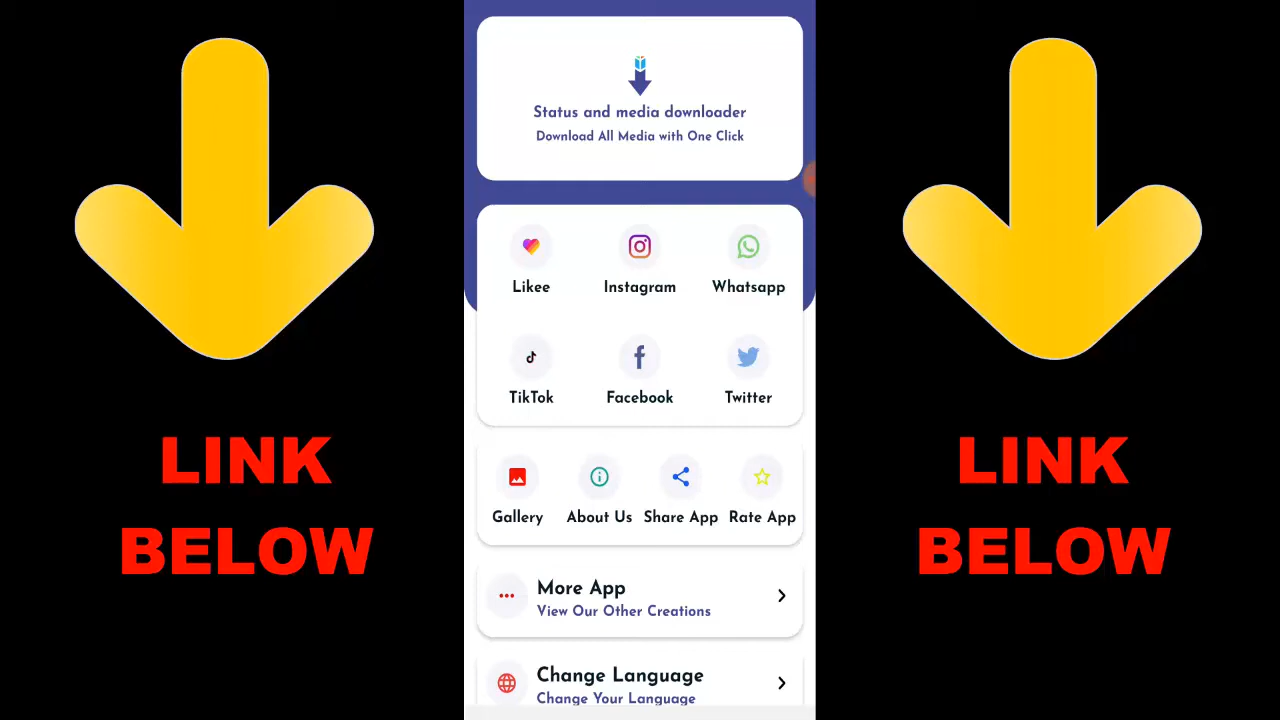 Status and media downloader
Download All Media with One Click
Likee
Instagram
Whatsapp
TikTok
Facebook
Twitter
Gallery
About Us
Share App
Rate App
More App
View Our Other Creations
Change Language
Change Your Language
LINK
BELOW
LINK
BELOW